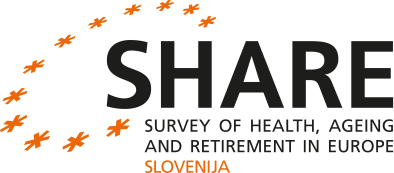 SHARE
SURVEY OF HEALTH, AGEING
AND RETIREMENT IN EUROPE
SLOVENIJA